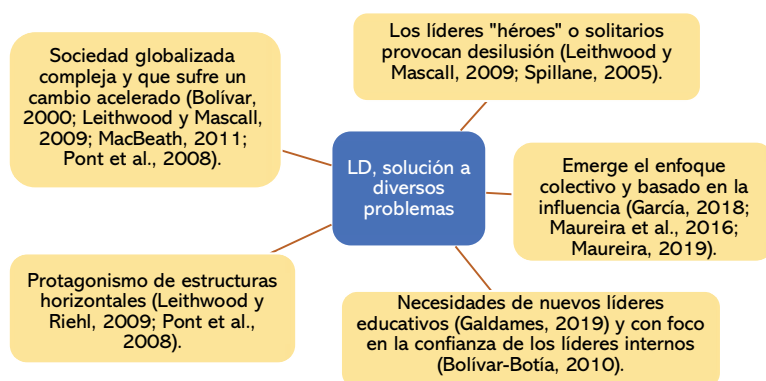 Sociedad globalizada
compleja y que sufre un
cambio acelerado (Bolívar,
2000; Leithwood y Mascall,
2009; MacBeath, 2011;
Pont et al., 2008).
Los líderes "héroes" o solitarios
provocan desilusión (Leithwood y
Mascall, 2009; Spillane, 2005).
LD, solución a
diversos
problemas
Emerge el enfoque
colectivo y basado en la
influencia (García, 2018;
Maureira et al., 2016;
Maureira, 2019).
Protagonismo de estructuras
horizontales (Leithwood y
Riehl, 2009; Pont et al.,
2008).
Necesidades de nuevos líderes
educativos (Galdames, 2019) y con foco
en la confianza de los líderes internos
(Bolívar-Botía, 2010).